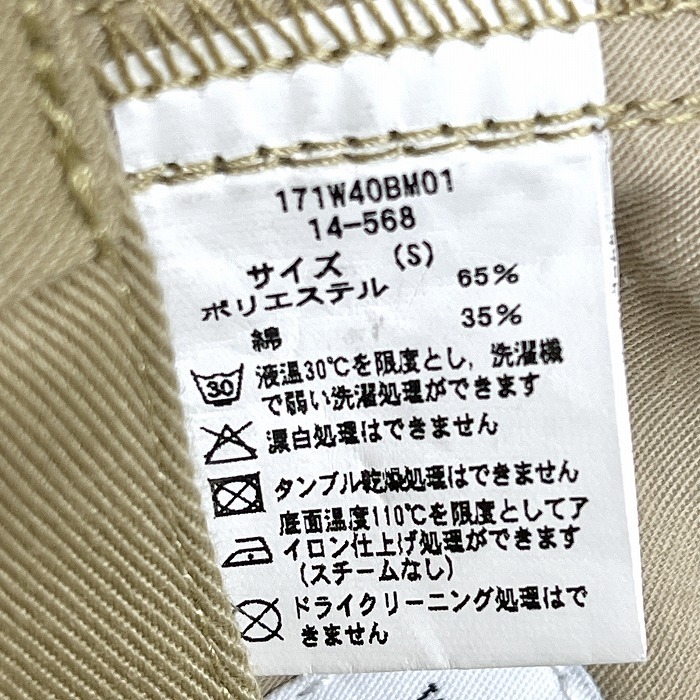 171W40BM01
14-568
サイズ (S)
ポリエステル 65%
綿 35%
30 液温30℃を限度とし,洗濯機
で弱い洗濯処理ができます
漂白処理はできません
タンブル乾燥処理はできません
底面温度110℃を限度としてア
イロン仕上げ処理ができます
(スチームなし)
ドライクリーニング処理はで
きません